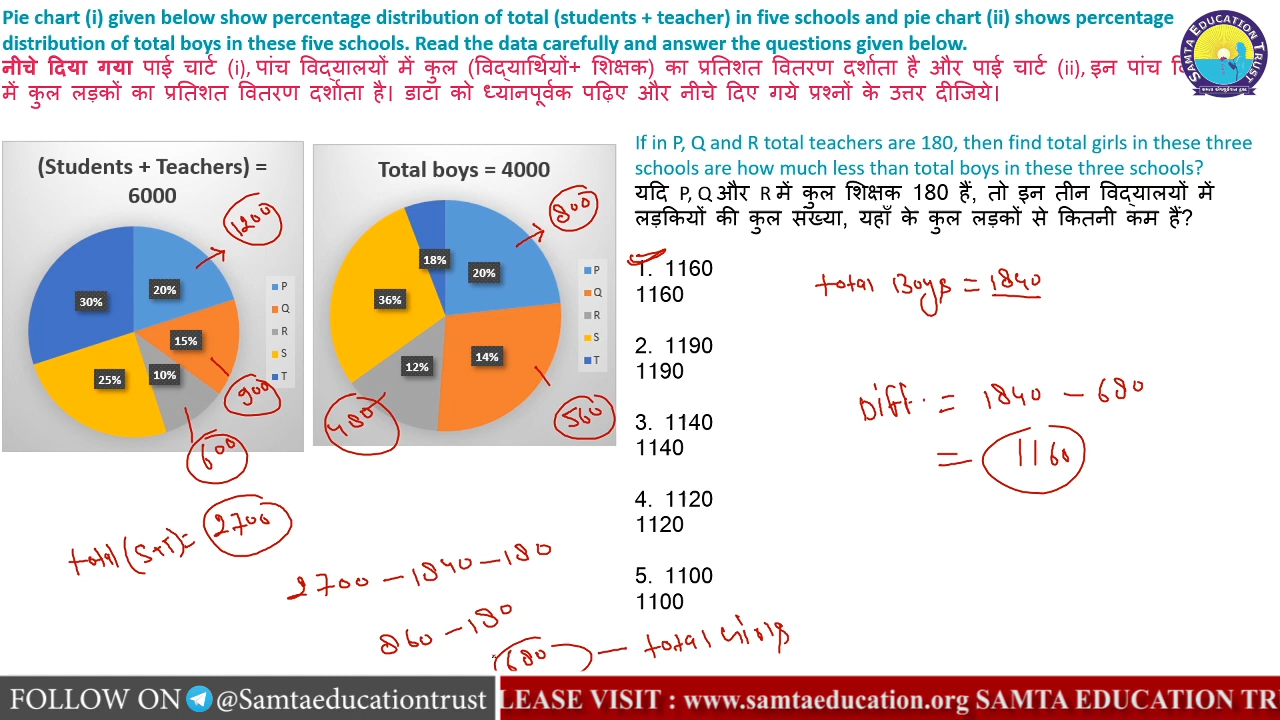 Pie chart (i) given below show percentage distribution of total (students + teacher) in five schools and pie chart (ii) shows percentage
distribution of total boys in these five schools. Read the data carefully and answer the questions given below.
नीचे दिया गया पाई चार्ट (i), पांच विद्यालयों में कुल (विद्यार्थियों+ शिक्षक) का प्रतिशत वितरण दर्शाता है और पाई चार्ट (ii), इन पांच
में कुल लड़कों का प्रतिशत वितरण दर्शाता है। डाटा को ध्यानपूर्वक पढ़िए और नीचे दिए गये प्रश्नों के उत्तर दीजिये।
SAMTA EDUCATION TRUST
(Students + Teachers) =
6000
1200
20%
15%
10%
25%
30%
P
Q
R
S
T
900
600
Total boys = 4000
800
18%
20%
36%
14%
12%
P
Q
R
S
T
480
560
If in P, Q and R total teachers are 180, then find total girls in these three
schools are how much less than total boys in these three schools?
यदि P, Q और R में कुल शिक्षक 180 हैं, तो इन तीन विद्यालयों में
लड़कियों की कुल संख्या, यहाँ के कुल लड़कों से कितनी कम हैं?
1. 1160
1160
2. 1190
1190
3. 1140
1140
4. 1120
1120
5. 1100
1100
total Boys = 1840
Diff. = 1840 - 680
= 1160
total (S+T) = 2700
2700 - 1840 - 180
860 - 180
680 - total Girls
FOLLOW ON @Samtaeducationtrust
LEASE VISIT : www.samtaeducation.org SAMTA EDUCATION TR